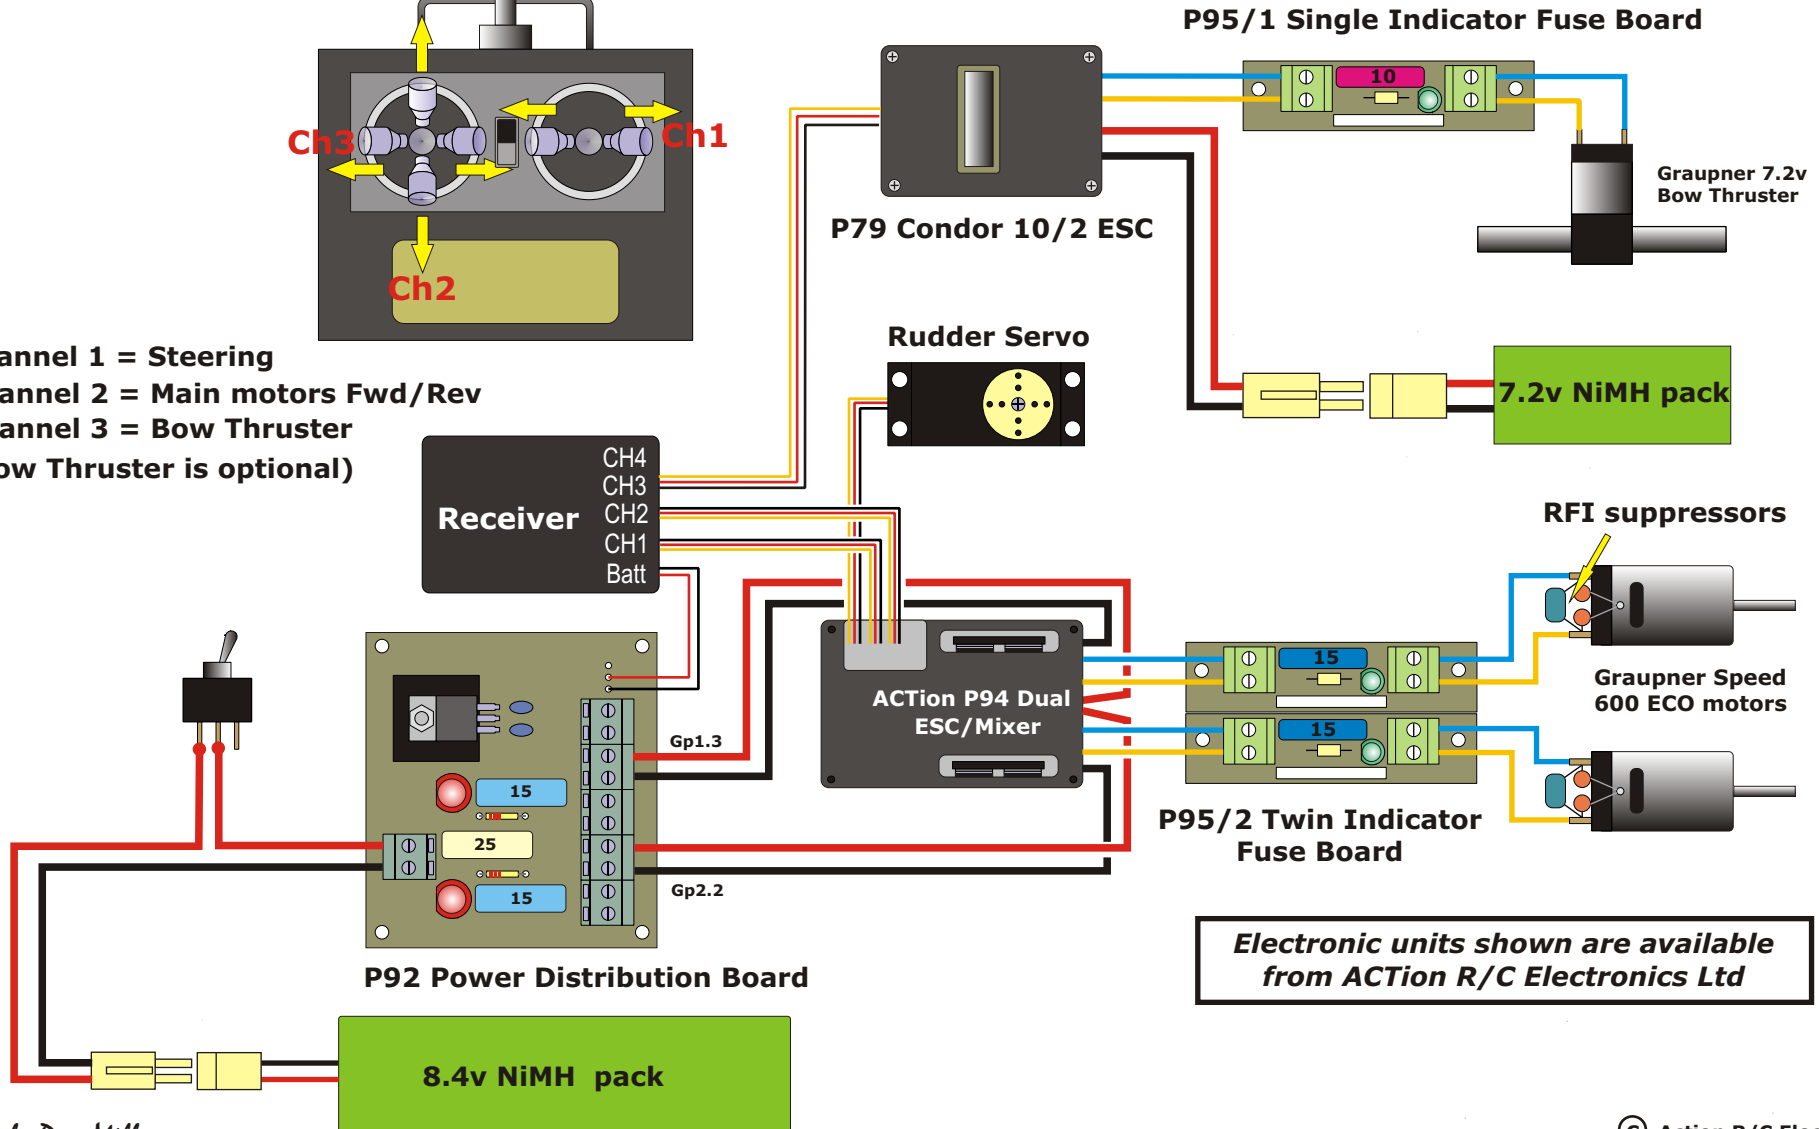 P95/1 Single Indicator Fuse Board
10
Ch3
Ch1
Ch2
Graupner 7.2v
Bow Thruster
P79 Condor 10/2 ESC
annel 1 = Steering
annel 2 = Main motors Fwd/Rev
annel 3 = Bow Thruster
ow Thruster is optional)
Rudder Servo
7.2v NiMH pack
Receiver
CH4
CH3
CH2
CH1
Batt
RFI suppressors
Graupner Speed
600 ECO motors
ACTion P94 Dual
ESC/Mixer
15
15
P95/2 Twin Indicator
Fuse Board
Gp1.3
15
25
15
Gp2.2
P92 Power Distribution Board
Electronic units shown are available
from ACTion R/C Electronics Ltd
8.4v NiMH pack
© Action R/C Elec